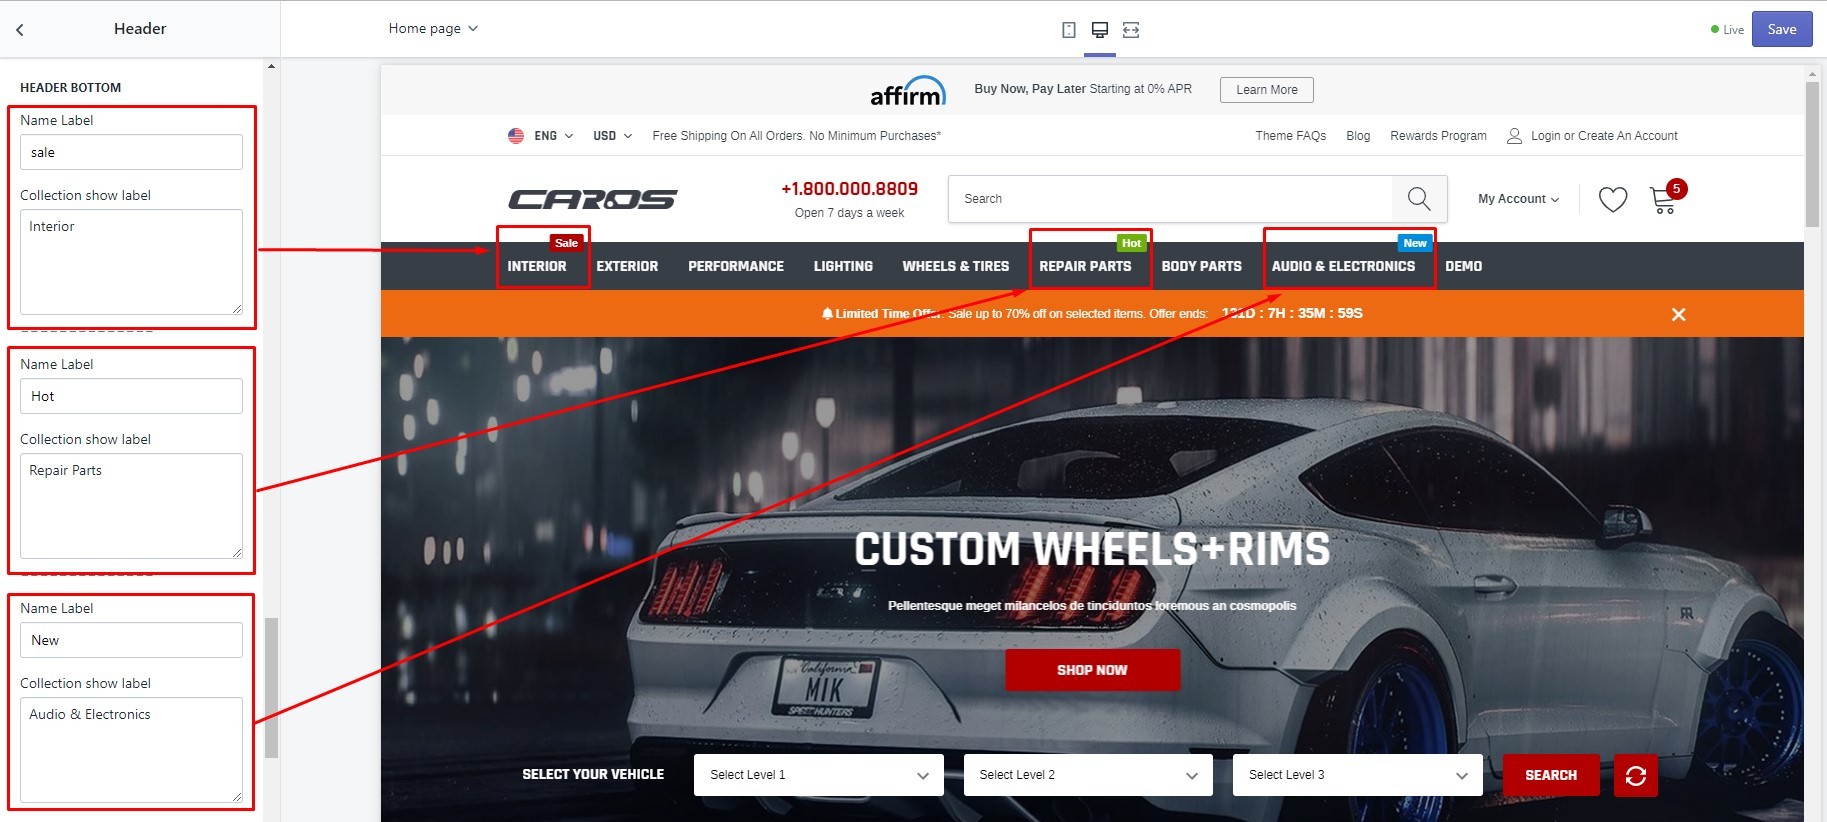 Header
Home page
Live
Save
HEADER BOTTOM
Name Label
sale
Collection show label
Interior
Name Label
Hot
Collection show label
Repair Parts
Name Label
New
Collection show label
Audio & Electronics
affirm
Buy Now, Pay Later Starting at 0% APR
Learn More
ENG
USD
Free Shipping On All Orders. No Minimum Purchases*
Theme FAQs
Blog
Rewards Program
Login or Create An Account
CAROS
+1.800.000.8809
Open 7 days a week
Search
My Account
5
Sale
Hot
New
INTERIOR
EXTERIOR
PERFORMANCE
LIGHTING
WHEELS & TIRES
REPAIR PARTS
BODY PARTS
AUDIO & ELECTRONICS
DEMO
Limited Time Offer. Sale up to 70% off on selected items. Offer ends: 131D : 7H : 35M : 59S
CUSTOM WHEELS+RIMS
Pellentesque meget milancelos de tinciduntos loremous an cosmopolis
SHOP NOW
California
MIK
SPEEDHUNTERS
SELECT YOUR VEHICLE
Select Level 1
Select Level 2
Select Level 3
SEARCH